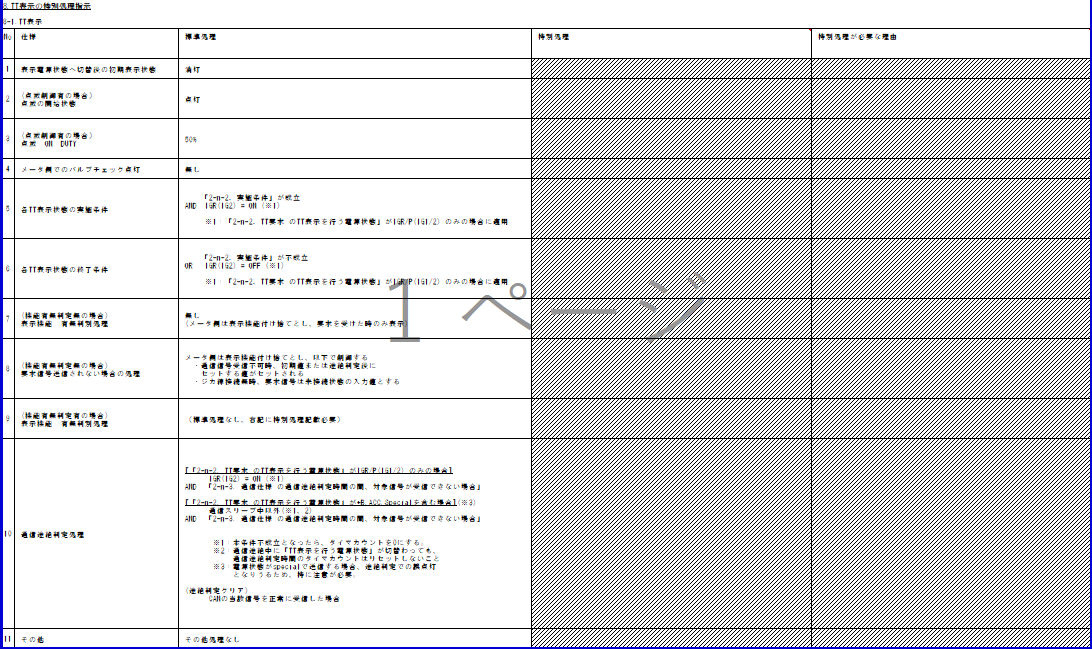 8.TT表示の特別処理指示
8-1.TT表示
No 仕様 標準処理 特別処理 特別処理が必要な理由
1 表示電源状態へ切替後の初期表示状態 消灯
2 (点滅制御有の場合)
点滅の開始状態 点灯
3 (点滅制御有の場合)
点滅 ON DUTY 50%
4 メータ側でのバルブチェック点灯 無し
5 各TT表示状態の実施条件
「2-n-2. 実施条件」が成立
AND IGR(IG2) = ON (※1)
※1:「2-n-2. TT要求 のTT表示を行う電源状態」がIGR/P(IG1/2) のみの場合に適用
6 各TT表示状態の終了条件
「2-n-2. 実施条件」が不成立
OR IGR(IG2) = OFF (※1)
※1:「2-n-2. TT要求 のTT表示を行う電源状態」がIGR/P(IG1/2) のみの場合に適用
7 (機能有無判定無の場合)
表示機能 有無判別処理
無し
(メータ側は表示機能付け捨てとし、要求を受けた時のみ表示)
8 (機能有無判定無の場合)
要求信号送信されない場合の処理
メータ側は表示機能付け捨てとし、以下で制御する
・通信信号受信不可時、初期値または途絶判定後に
セットする値がセットされる
・ジカ線接続無時、要求信号は未接続状態の入力値とする
9 (機能有無判定有の場合)
表示機能 有無判別処理
(標準処理なし、右記に特別処理記載必要)
10 通信途絶判定処理
[「2-n-2. TT要求 のTT表示を行う電源状態」がIGR/P(IG1/2) のみの場合]
IGR(IG2) = ON (※1)
AND 「2-n-3. 通信仕様 の通信途絶判定時間の間、対象信号が受信できない場合」
[「2-n-2. TT要求 のTT表示を行う電源状態」が+B,ACC,Specialを含む場合](※3)
通信スリープ中以外(※1、2)
AND 「2-n-3. 通信仕様 の通信途絶判定時間の間、対象信号が受信できない場合」
※1:本条件不成立となったら、タイマカウントを0にする。
※2:通信途絶中に「TT表示を行う電源状態」が切替わっても、
通信途絶判定時間のタイマカウントはリセットしないこと
※3:電源状態がspecialで送信する場合、途絶判定での誤点灯
となりうるため、特に注意が必要。
(途絶判定クリア)
CANの当該信号を正常に受信した場合
11 その他 その他処理なし
1 ページ